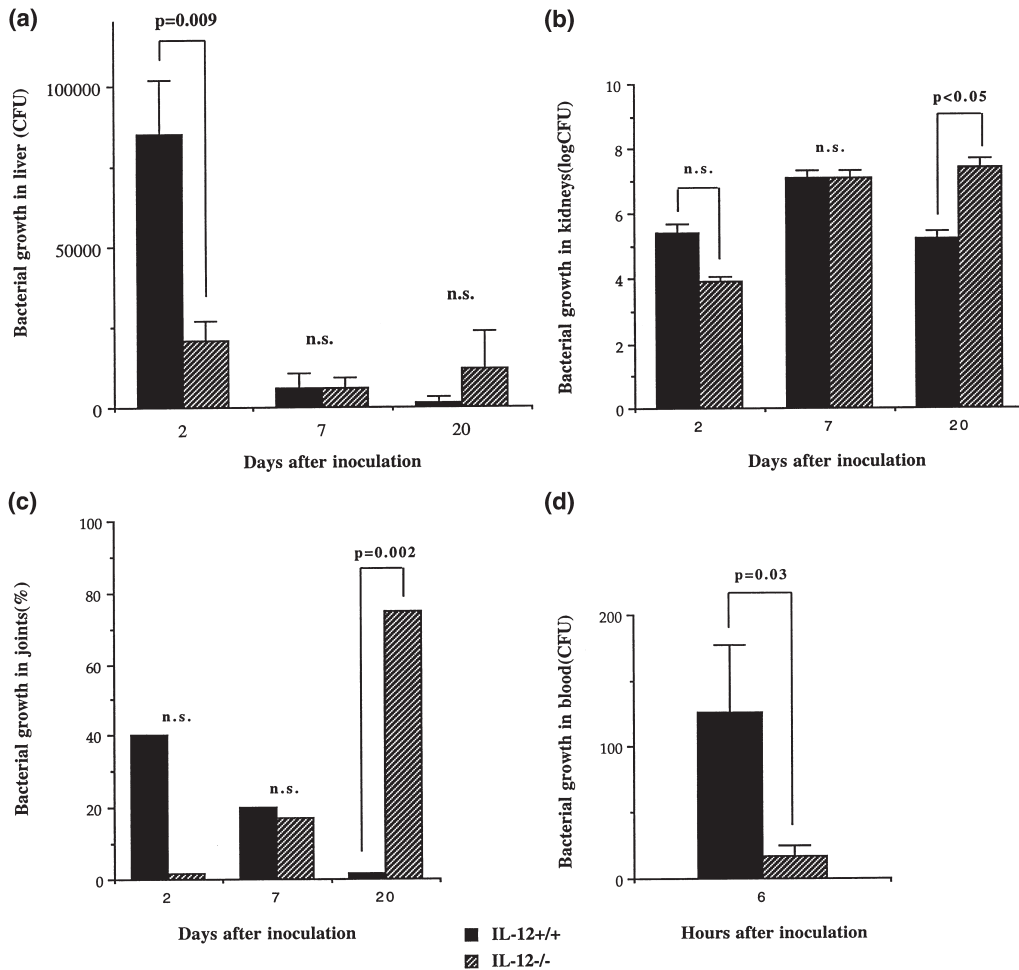 (a)
p=0.009
Bacterial growth in liver (CFU)
100000
50000
0
n.s.
n.s.
2
7
20
Days after inoculation
(b)
Bacterial growth in kidneys(logCFU)
10
8
6
4
2
0
n.s.
n.s.
p<0.05
2
7
20
Days after inoculation
(c)
Bacterial growth in joints(%)
100
80
60
40
20
0
n.s.
n.s.
p=0.002
2
7
20
Days after inoculation
(d)
Bacterial growth in blood(CFU)
200
100
0
p=0.03
6
Hours after inoculation
IL-12+/+
IL-12-/-